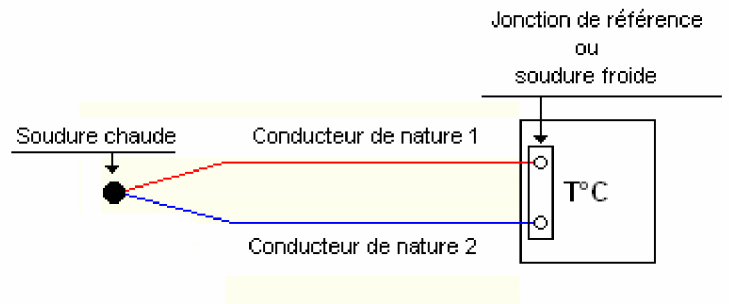 Jonction de référence
ou
soudure froide
Soudure chaude
Conducteur de nature 1
T°C
Conducteur de nature 2